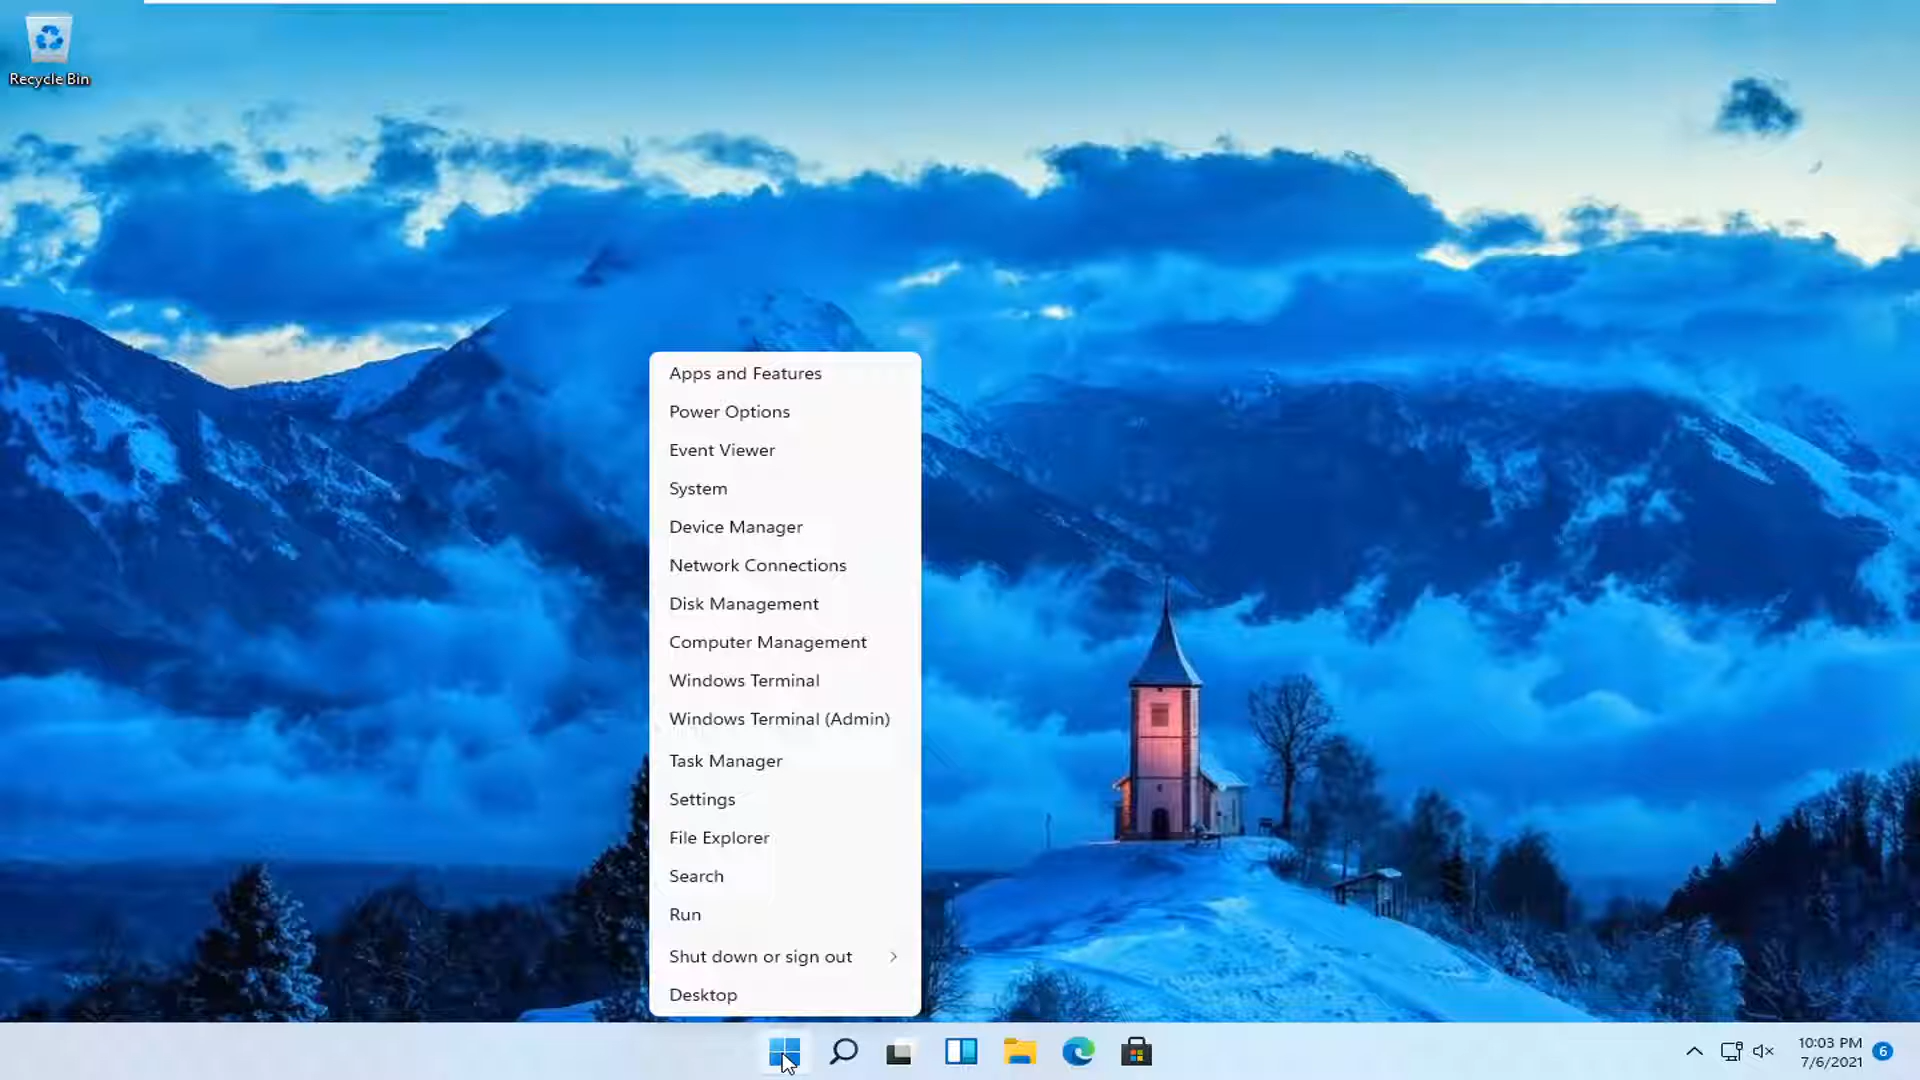 Recycle Bin
Apps and Features
Power Options
Event Viewer
System
Device Manager
Network Connections
Disk Management
Computer Management
Windows Terminal
Windows Terminal (Admin)
Task Manager
Settings
File Explorer
Search
Run
Shut down or sign out
Desktop
10:03 PM
7/6/2021
6